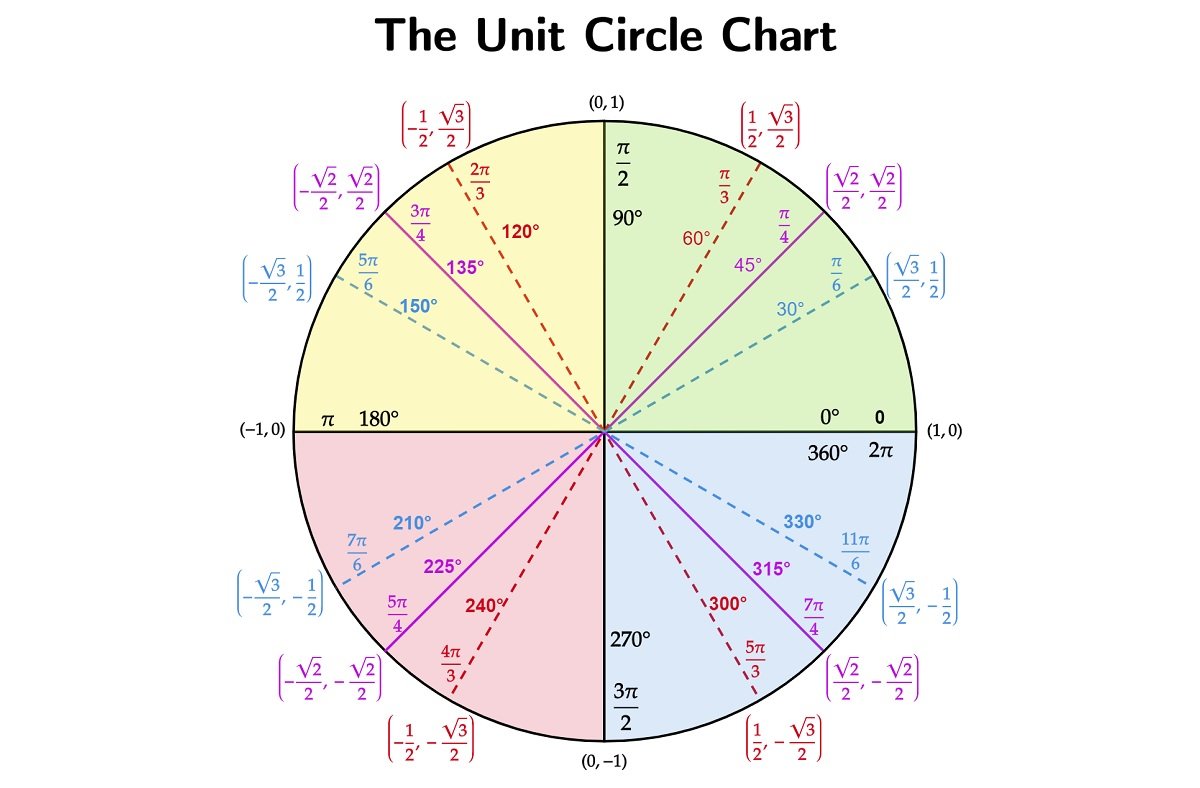 The Unit Circle Chart
(0, 1)
(-1/2, √3/2)
(1/2, √3/2)
π/2
2π/3
π/3
(-√2/2, √2/2)
(√2/2, √2/2)
3π/4
π/4
90°
120°
60°
(-√3/2, 1/2)
(√3/2, 1/2)
5π/6
π/6
135°
45°
150°
30°
(-1, 0)
π 180°
0° 0
(1, 0)
360° 2π
210°
330°
7π/6
11π/6
225°
315°
(-√3/2, -1/2)
(√3/2, -1/2)
240°
300°
5π/4
7π/4
270°
4π/3
5π/3
(-√2/2, -√2/2)
(√2/2, -√2/2)
3π/2
(-1/2, -√3/2)
(1/2, -√3/2)
(0, -1)